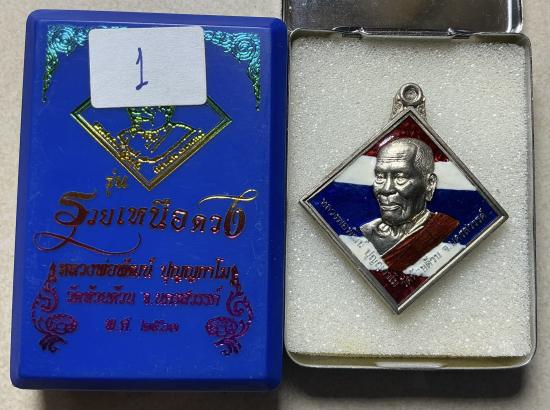 1
รุ่น
รวยเหนือดวง
หลวงพ่อพัฒน์ ปุญญกาโม
วัดห้วยด้วน จ.นครสวรรค์
พ.ศ. ๒๕๖๓